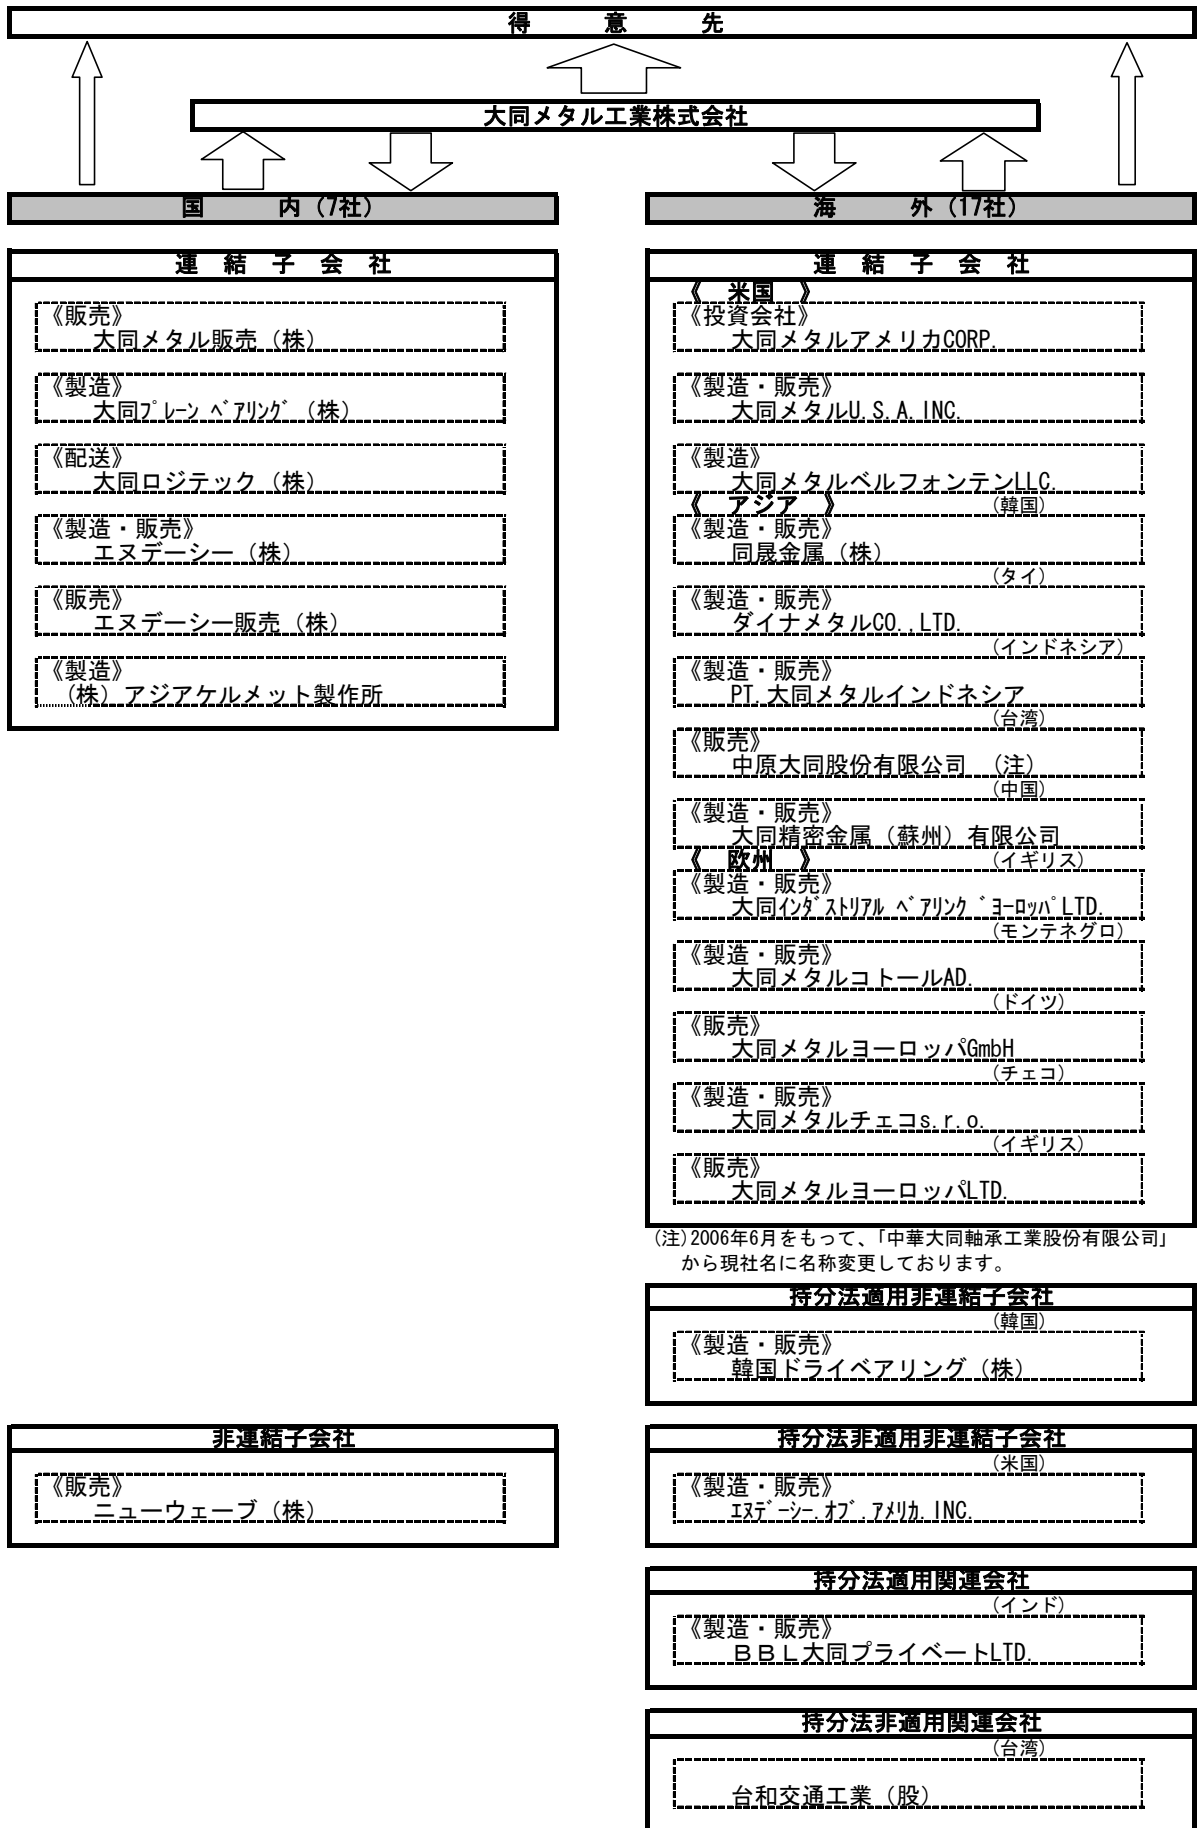 得　意　先
大同メタル工業株式会社
国　内（7社）
連　結　子　会　社
《販売》
大同メタル販売（株）
《製造》
大同ﾌﾟﾚｰﾝ ﾍﾞｱﾘﾝｸﾞ（株）
《配送》
大同ロジテック（株）
《製造・販売》
エヌデーシー（株）
《販売》
エヌデーシー販売（株）
《製造》
（株）アジアケルメット製作所
非連結子会社
《販売》
ニューウェーブ（株）
海　外（17社）
連　結　子　会　社
《　米国　》
《投資会社》
大同メタルアメリカCORP.
《製造・販売》
大同メタルU.S.A.INC.
《製造》
大同メタルベルフォンテンLLC.
《　アジア　》　（韓国）
《製造・販売》
同晟金属（株）
（タイ）
《製造・販売》
ダイナメタルCO.,LTD.
（インドネシア）
《製造・販売》
PT.大同メタルインドネシア
（台湾）
《販売》
中原大同股份有限公司　（注）
（中国）
《製造・販売》
大同精密金属（蘇州）有限公司
《　欧州　》　（イギリス）
《製造・販売》
大同ｲﾝﾀﾞｽﾄﾘｱﾙ ﾍﾞｱﾘﾝｸ ﾞﾖｰﾛｯﾊﾟLTD.
（モンテネグロ）
《製造・販売》
大同メタルコトールAD.
（ドイツ）
《販売》
大同メタルヨーロッパGmbH
（チェコ）
《製造・販売》
大同メタルチェコs.r.o.
（イギリス）
《販売》
大同メタルヨーロッパLTD.
（注）2006年6月をもって、「中華大同軸承工業股份有限公司」
から現社名に名称変更しております。
持分法適用非連結子会社
（韓国）
《製造・販売》
韓国ドライベアリング（株）
持分法非適用非連結子会社
（米国）
《製造・販売》
ｴﾇﾃﾞｰｼｰ.ｵﾌﾞ.ｱﾒﾘｶ.INC.
持分法適用関連会社
（インド）
《製造・販売》
ＢＢＬ大同プライベートLTD.
持分法非適用関連会社
（台湾）
台和交通工業（股）